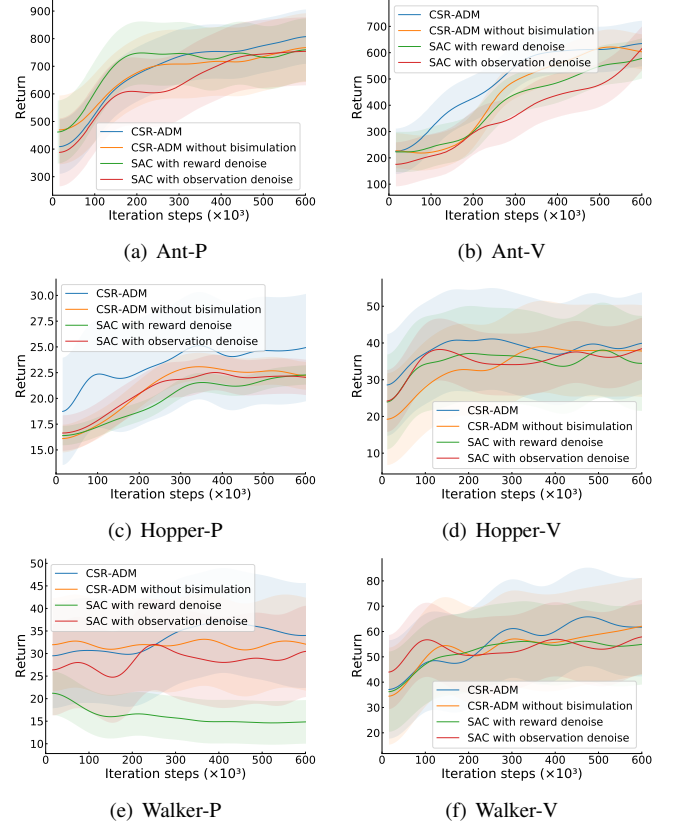 900
800
700
600
500
400
300
Return
CSR-ADM
CSR-ADM without bisimulation
SAC with reward denoise
SAC with observation denoise
0 100 200 300 400 500 600
Iteration steps (×10³)
(a) Ant-P
700
600
500
400
300
200
100
Return
CSR-ADM
CSR-ADM without bisimulation
SAC with reward denoise
SAC with observation denoise
0 100 200 300 400 500 600
Iteration steps (×10³)
(b) Ant-V
30.0
27.5
25.0
22.5
20.0
17.5
15.0
Return
CSR-ADM
CSR-ADM without bisimulation
SAC with reward denoise
SAC with observation denoise
0 100 200 300 400 500 600
Iteration steps (×10³)
(c) Hopper-P
50
40
30
20
10
Return
CSR-ADM
CSR-ADM without bisimulation
SAC with reward denoise
SAC with observation denoise
0 100 200 300 400 500 600
Iteration steps (×10³)
(d) Hopper-V
50
45
40
35
30
25
20
15
10
Return
CSR-ADM
CSR-ADM without bisimulation
SAC with reward denoise
SAC with observation denoise
0 100 200 300 400 500 600
Iteration steps (×10³)
(e) Walker-P
80
70
60
50
40
30
20
Return
CSR-ADM
CSR-ADM without bisimulation
SAC with reward denoise
SAC with observation denoise
0 100 200 300 400 500 600
Iteration steps (×10³)
(f) Walker-V